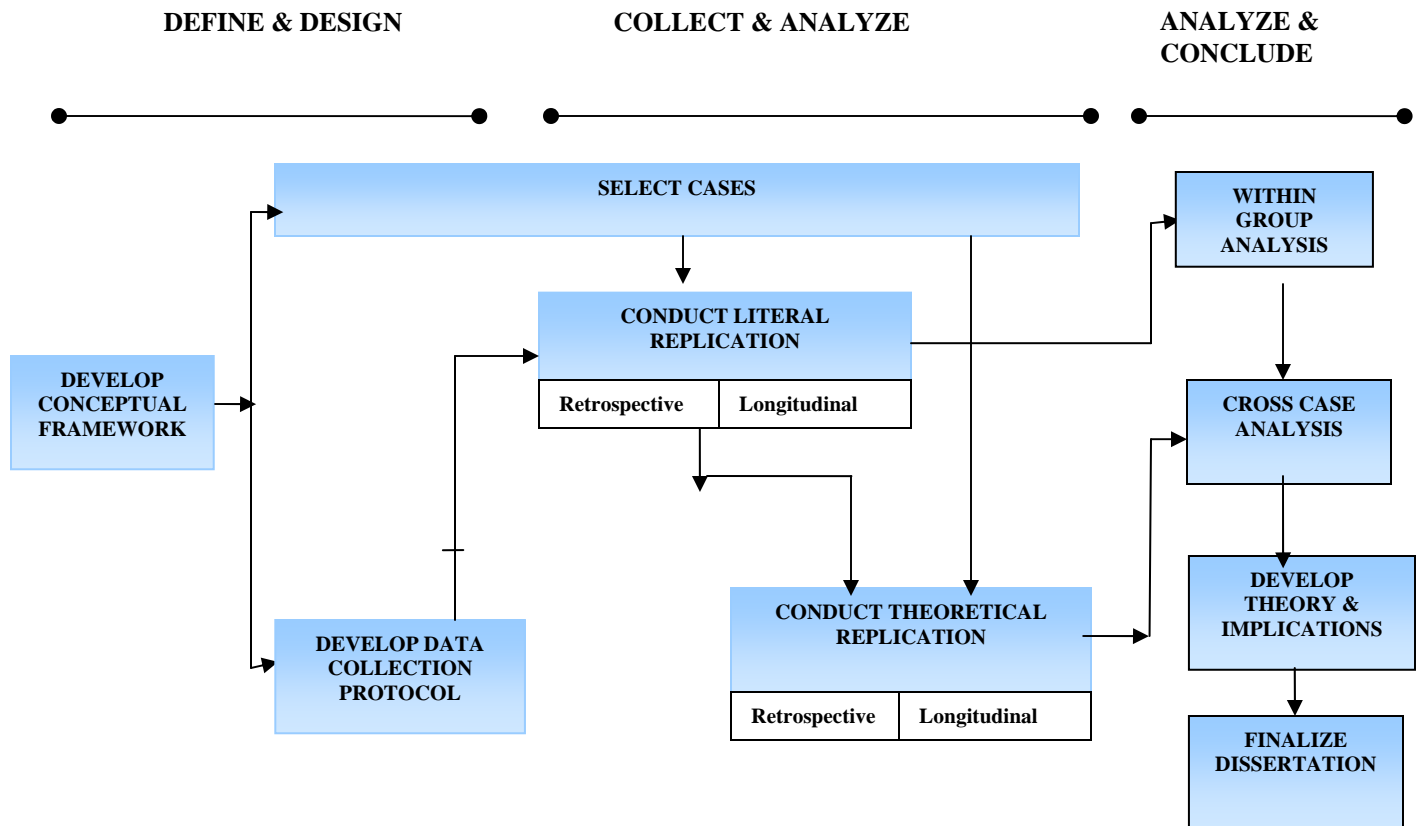 DEFINE & DESIGN
COLLECT & ANALYZE
ANALYZE &
CONCLUDE
SELECT CASES
WITHIN
GROUP
ANALYSIS
CONDUCT LITERAL
REPLICATION
Retrospective
Longitudinal
DEVELOP
CONCEPTUAL
FRAMEWORK
CROSS CASE
ANALYSIS
DEVELOP DATA
COLLECTION
PROTOCOL
CONDUCT THEORETICAL
REPLICATION
Retrospective
Longitudinal
DEVELOP
THEORY &
IMPLICATIONS
FINALIZE
DISSERTATION